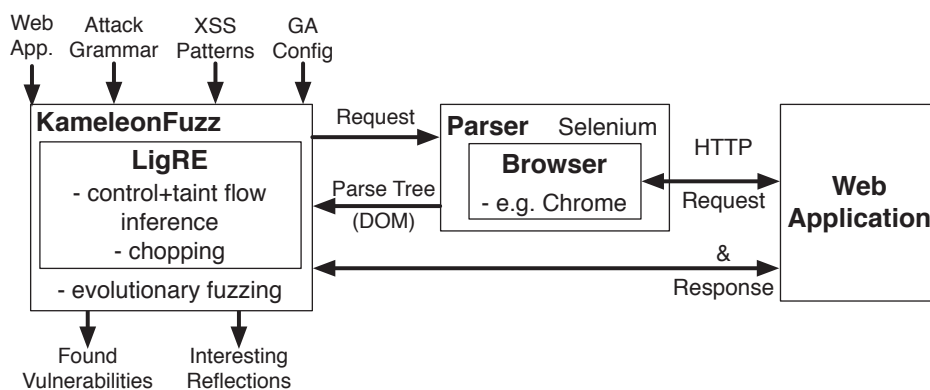 Web
App.
Attack
Grammar
XSS
Patterns
GA
Config
KameleonFuzz
LigRE
- control+taint flow
inference
- chopping
- evolutionary fuzzing
Request
Parse Tree
(DOM)
Parser
Selenium
Browser
- e.g. Chrome
HTTP
Request
&
Response
Web
Application
Found
Vulnerabilities
Interesting
Reflections